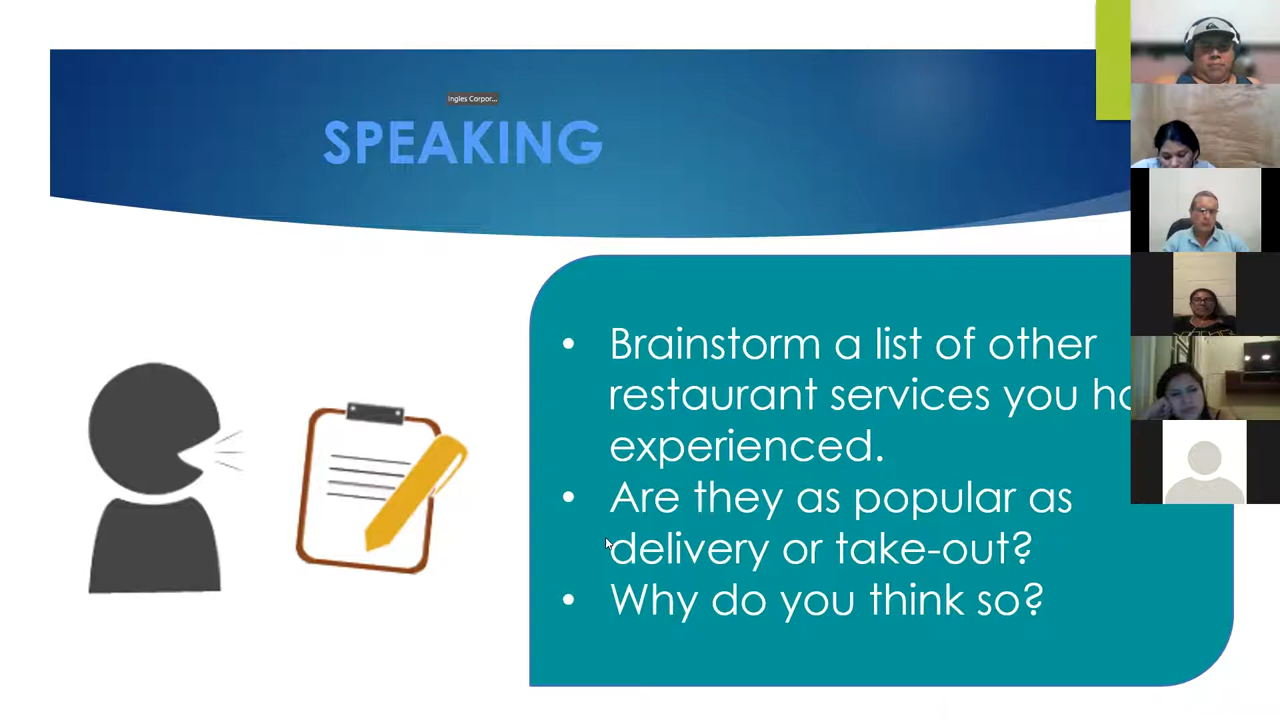 Ingles Corpor...
SPEAKING
• Brainstorm a list of other
restaurant services you
experienced.
• Are they as popular as
delivery or take-out?
• Why do you think so?